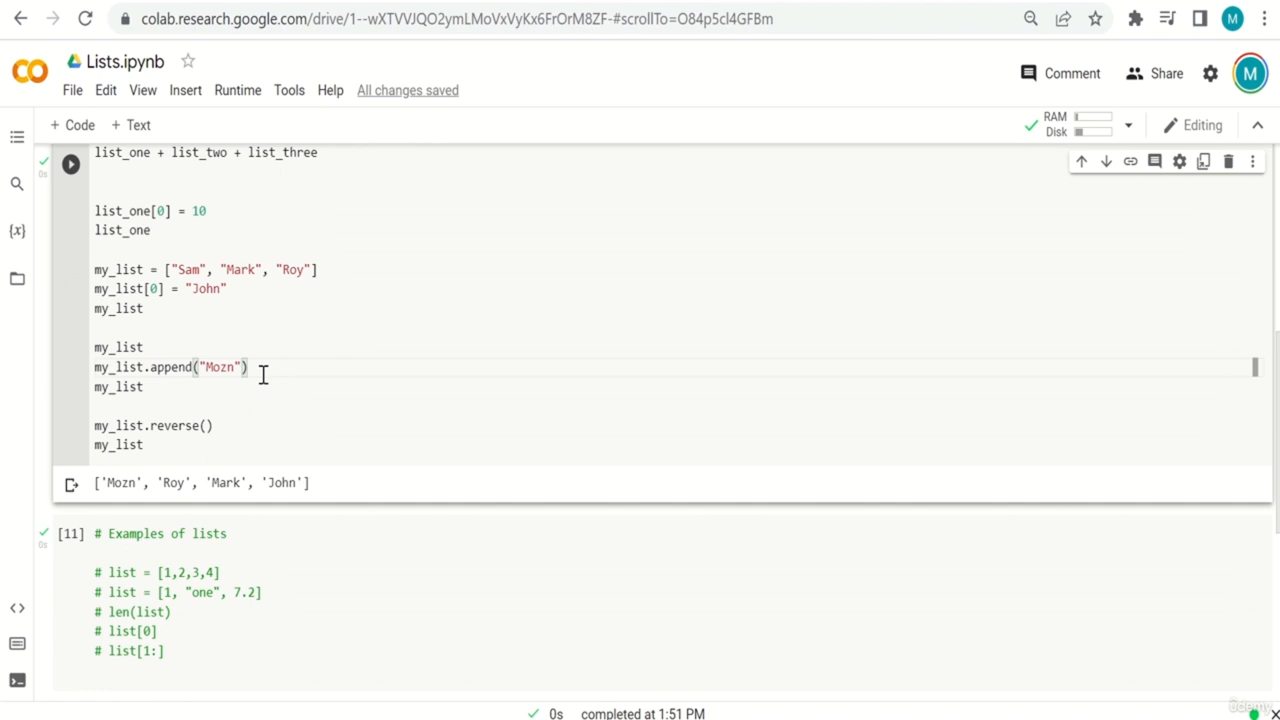 colab.research.google.com/drive/1--wXTVVJQO2ymLMoVxVyKx6FrOrM8ZF-#scrollTo=O84p5cl4GFBm
M
Lists.ipynb
Comment
Share
M
File Edit View Insert Runtime Tools Help All changes saved
+ Code + Text
RAM
Disk
Editing
list_one + list_two + list_three
0s
list_one[0] = 10
list_one
{x}
my_list = ["Sam", "Mark", "Roy"]
my_list[0] = "John"
my_list
my_list
my_list.append("Mozn")
my_list
my_list.reverse()
my_list
['Mozn', 'Roy', 'Mark', 'John']
[11] # Examples of lists
0s
# list = [1,2,3,4]
# list = [1, "one", 7.2]
# len(list)
# list[0]
# list[1:]
0s completed at 1:51 PM
ûdemy